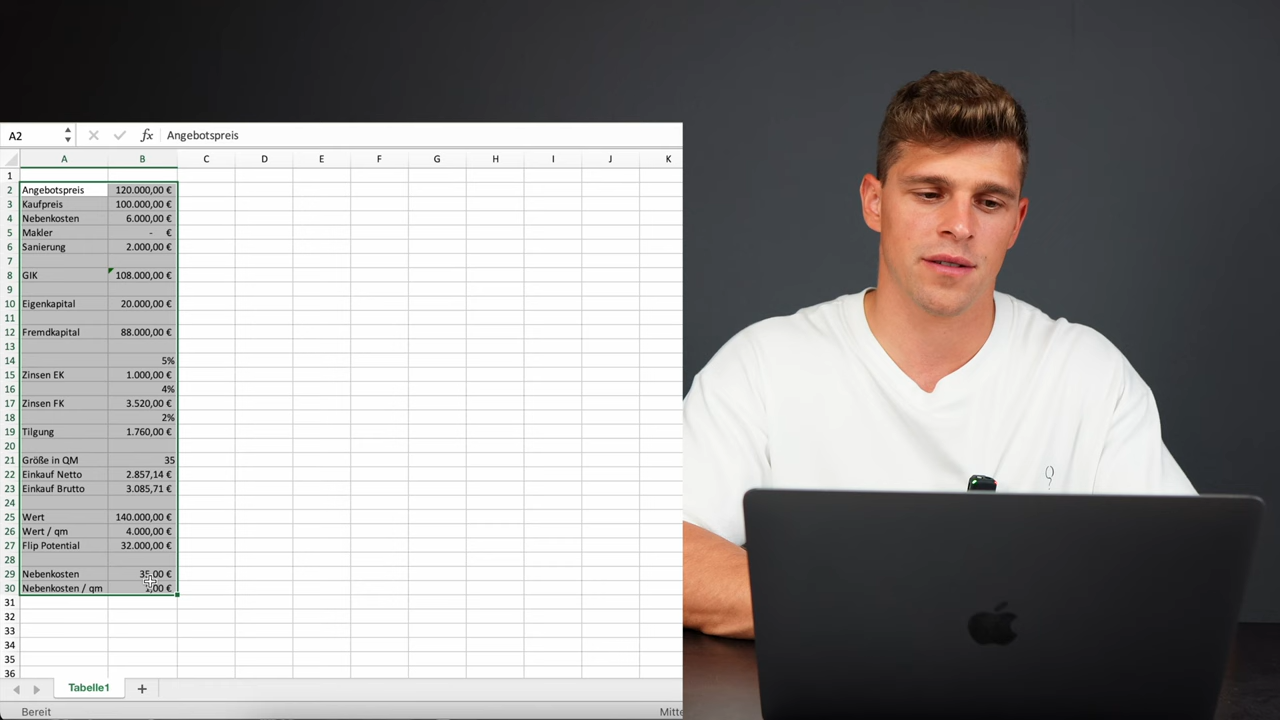 A2 fx Angebotspreis
A B C D E F G H I J K
1
2 Angebotspreis 120.000,00 €
3 Kaufpreis 100.000,00 €
4 Nebenkosten 6.000,00 €
5 Makler - €
6 Sanierung 2.000,00 €
7
8 GIK 108.000,00 €
9
10 Eigenkapital 20.000,00 €
11
12 Fremdkapital 88.000,00 €
13
14 5%
15 Zinsen EK 1.000,00 €
16 4%
17 Zinsen FK 3.520,00 €
18 2%
19 Tilgung 1.760,00 €
20
21 Größe in QM 35
22 Einkauf Netto 2.857,14 €
23 Einkauf Brutto 3.085,71 €
24
25 Wert 140.000,00 €
26 Wert / qm 4.000,00 €
27 Flip Potential 32.000,00 €
28
29 Nebenkosten 35,00 €
30 Nebenkosten / qm 1,00 €
31
32
33
34
35
36
Tabelle1 +
Bereit Mitte